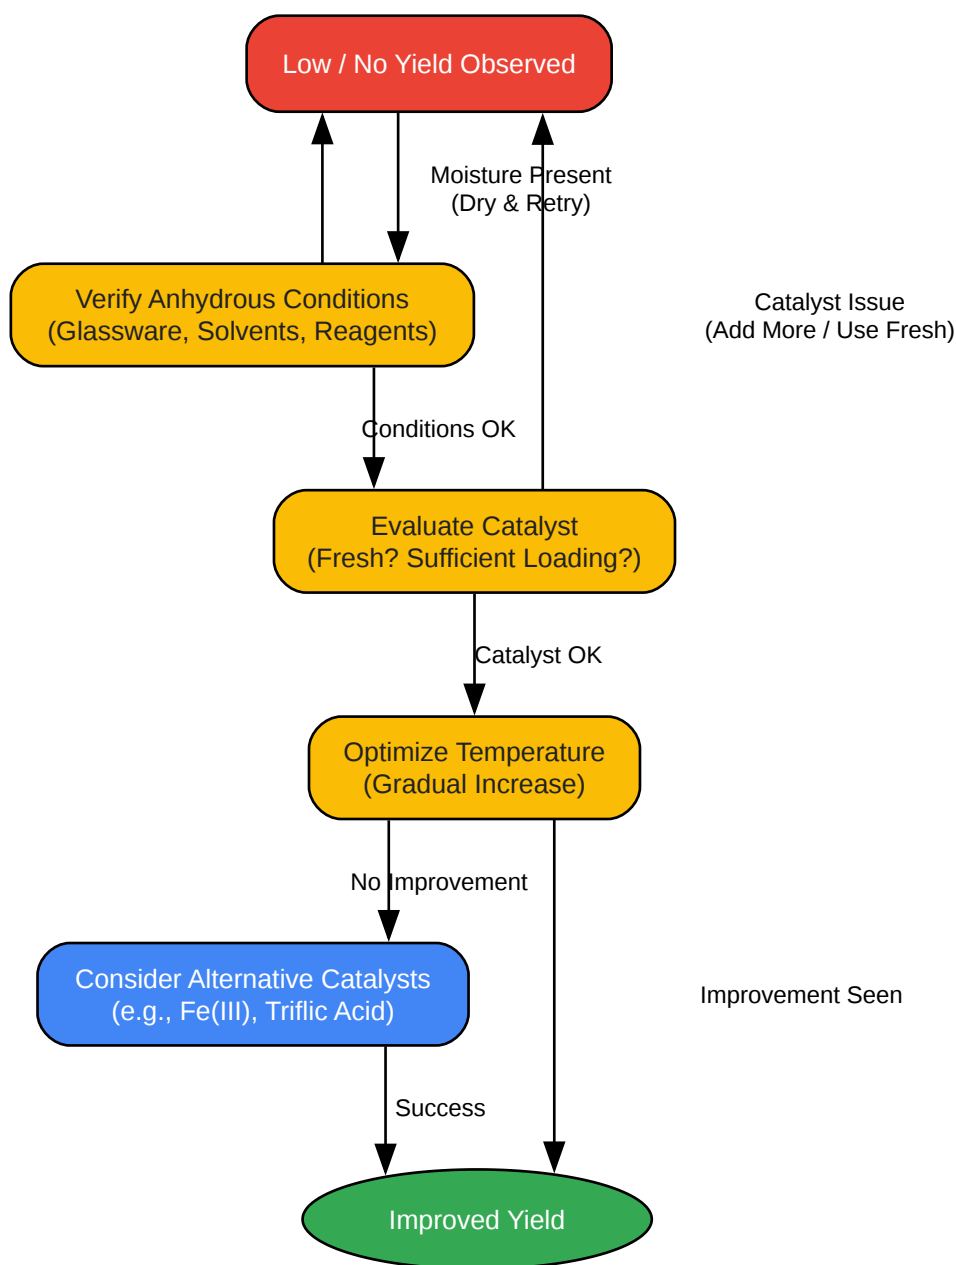 Low / No Yield Observed
Moisture Present
(Dry & Retry)
Verify Anhydrous Conditions
(Glassware, Solvents, Reagents)
Catalyst Issue
(Add More / Use Fresh)
Conditions OK
Evaluate Catalyst
(Fresh? Sufficient Loading?)
Catalyst OK
Optimize Temperature
(Gradual Increase)
No Improvement
Consider Alternative Catalysts
(e.g., Fe(III), Triflic Acid)
Improvement Seen
Success
Improved Yield